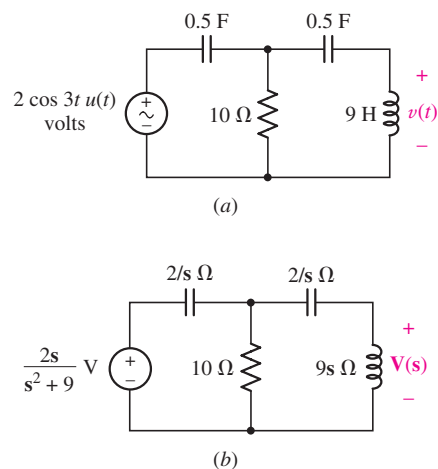 0.5 F 0.5 F
2 cos 3t u(t)
volts
+
~
−
10 Ω
9 H
+
v(t)
−
(a)
2/s Ω 2/s Ω
2s
s² + 9
V
+
−
10 Ω
9s Ω
+
V(s)
−
(b)